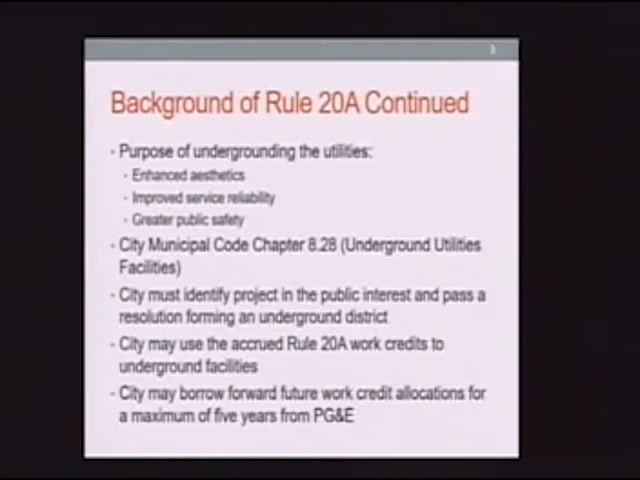 3
Background of Rule 20A Continued
• Purpose of undergrounding the utilities:
• Enhanced aesthetics
• Improved service reliability
• Greater public safety
• City Municipal Code Chapter 8.28 (Underground Utilities
Facilities)
• City must identify project in the public interest and pass a
resolution forming an underground district
• City may use the accrued Rule 20A work credits to
underground facilities
• City may borrow forward future work credit allocations for
a maximum of five years from PG&E